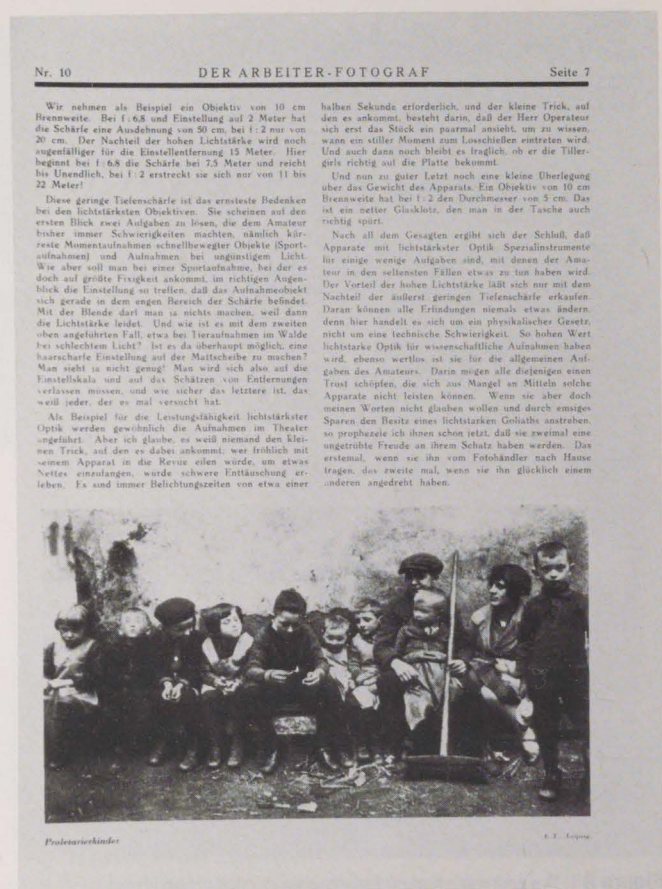 Nr. 10 DER ARBEITER-FOTOGRAF Seite 7
Wir nehmen als Beispiel ein Objektiv von 10 cm
Brennweite. Bei f:6,8 und Einstellung auf 2 Meter hat
die Schärfe eine Ausdehnung von 50 cm, bei f:2 nur von
20 cm. Der Nachteil der hohen Lichtstärke wird noch
augenfälliger für die Einstellentfernung 15 Meter. Hier
beginnt bei f:6,8 die Schärfe bei 7,5 Meter und reicht
bis Unendlich, bei f:2 erstreckt sie sich nur von 11 bis
22 Meter!
Diese geringe Tiefenschärfe ist das ernsteste Bedenken
bei den lichtstärksten Objektiven. Sie scheinen auf den
ersten Blick zwei Aufgaben zu lösen, die dem Amateur
bisher immer Schwierigkeiten machten, nämlich kür-
zeste Momentaufnahmen schnellbewegter Objekte (Sport-
aufnahmen) und Aufnahmen bei ungünstigem Licht.
Wie aber soll man bei einer Sportaufnahme, bei der es
doch auf größte Fixigkeit ankommt, im richtigen Augen-
blick die Einstellung so treffen, daß das Aufnahmeobjekt
sich gerade in dem engen Bereich der Schärfe befindet.
Mit der Blende darf man ja nichts machen, weil dann
die Lichtstärke leidet. Und wie ist es mit dem zweiten
oben angeführten Fall, etwa bei Tieraufnahmen im Walde
bei schlechtem Licht? Ist es da überhaupt möglich, eine
haarscharfe Einstellung auf der Mattscheibe zu machen?
Man sieht ja nicht genug! Man wird sich also auf die
Einstellskala und auf das Schätzen von Entfernungen
verlassen müssen, und wie sicher das letztere ist, das
weiß jeder, der es mal versucht hat.
Als Beispiel für die Leistungsfähigkeit lichtstärkster
Optik werden gewöhnlich die Aufnahmen im Theater
angeführt. Aber ich glaube, es weiß niemand den klei-
nen Trick, auf den es dabei ankommt, wer fröhlich mit
seinem Apparat in die Revue eilen würde, um etwas
Nettes einzufangen, würde schwere Enttäuschung er-
leben. Es sind immer Belichtungszeiten von etwa einer
halben Sekunde erforderlich, und der kleine Trick, auf
den es ankommt, besteht darin, daß der Herr Operateur
sich erst das Stück ein paarmal ansieht, um zu wissen,
wann ein stiller Moment zum Losschießen eintreten wird.
Und auch dann noch bleibt es fraglich, ob er die Tiller-
girls richtig auf die Platte bekommt.
Und nun zu guter Letzt noch eine kleine Überlegung
über das Gewicht des Apparats. Ein Objektiv von 10 cm
Brennweite hat bei f:2 den Durchmesser von 5 cm. Das
ist ein netter Glasklotz, den man in der Tasche auch
richtig spürt.
Nach all dem Gesagten ergibt sich der Schluß, daß
Apparate mit lichtstärkster Optik Spezialinstrumente
für einige wenige Aufgaben sind, mit denen der Ama-
teur in den seltensten Fällen etwas zu tun haben wird.
Der Vorteil der hohen Lichtstärke läßt sich nur mit dem
Nachteil der äußerst geringen Tiefenschärfe erkaufen.
Daran können alle Erfindungen niemals etwas ändern,
denn hier handelt es sich um ein physikalischer Gesetz,
nicht um eine technische Schwierigkeit. So hohen Wert
lichtstarke Optik für wissenschaftliche Aufnahmen haben
wird, ebenso wertlos ist sie für die allgemeinen Auf-
gaben des Amateurs. Darin mögen alle diejenigen einen
Trost schöpfen, die sich aus Mangel an Mitteln solche
Apparate nicht leisten können. Wenn sie aber doch
meinen Worten nicht glauben wollen und durch emsiges
Sparen den Besitz eines lichtstarken Goliaths anstreben,
so prophezeie ich ihnen schon jetzt, daß sie zweimal eine
ungetrübte Freude an ihrem Schatz haben werden. Das
erstemal, wenn sie ihn vom Fotohändler nach Hause
tragen, das zweite mal, wenn sie ihn glücklich einem
anderen angedreht haben.
Proletarierkinder
Leipzig